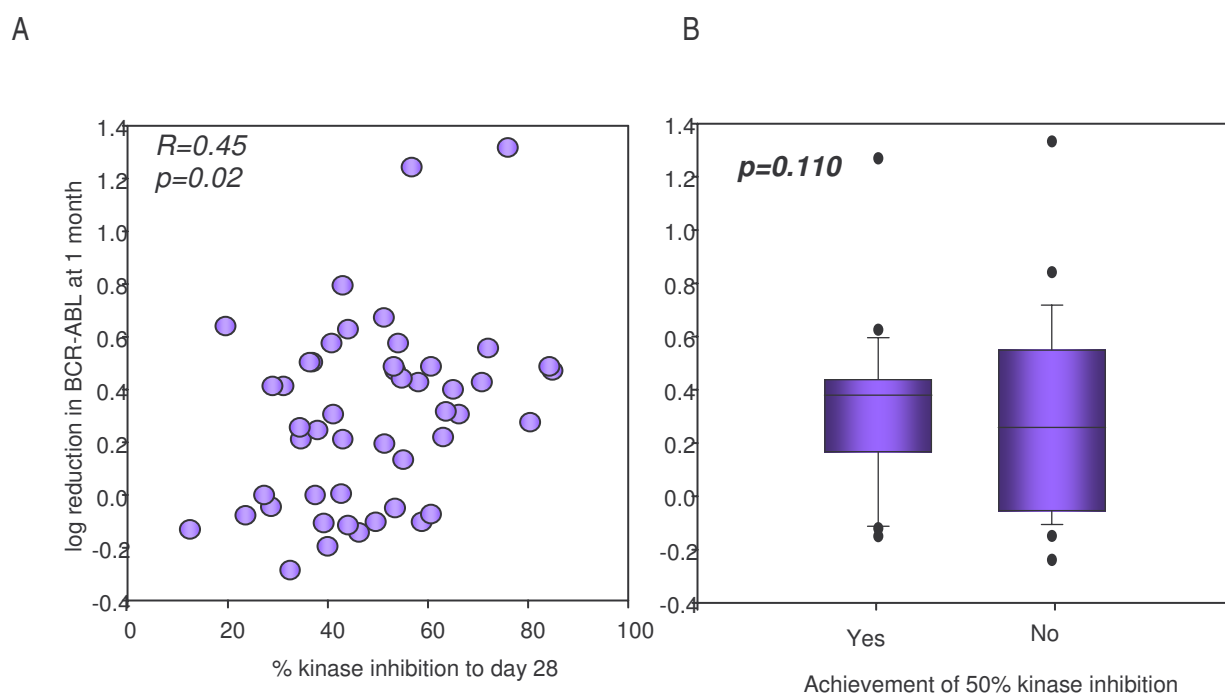 A
B
R=0.45
p=0.02
p=0.110
log reduction in BCR-ABL at 1 month
1.4
1.2
1.0
0.8
0.6
0.4
0.2
0.0
-0.2
-0.4
0 20 40 60 80 100
% kinase inhibition to day 28
1.4
1.2
1.0
0.8
0.6
0.4
0.2
0.0
-0.2
-0.4
Yes No
Achievement of 50% kinase inhibition